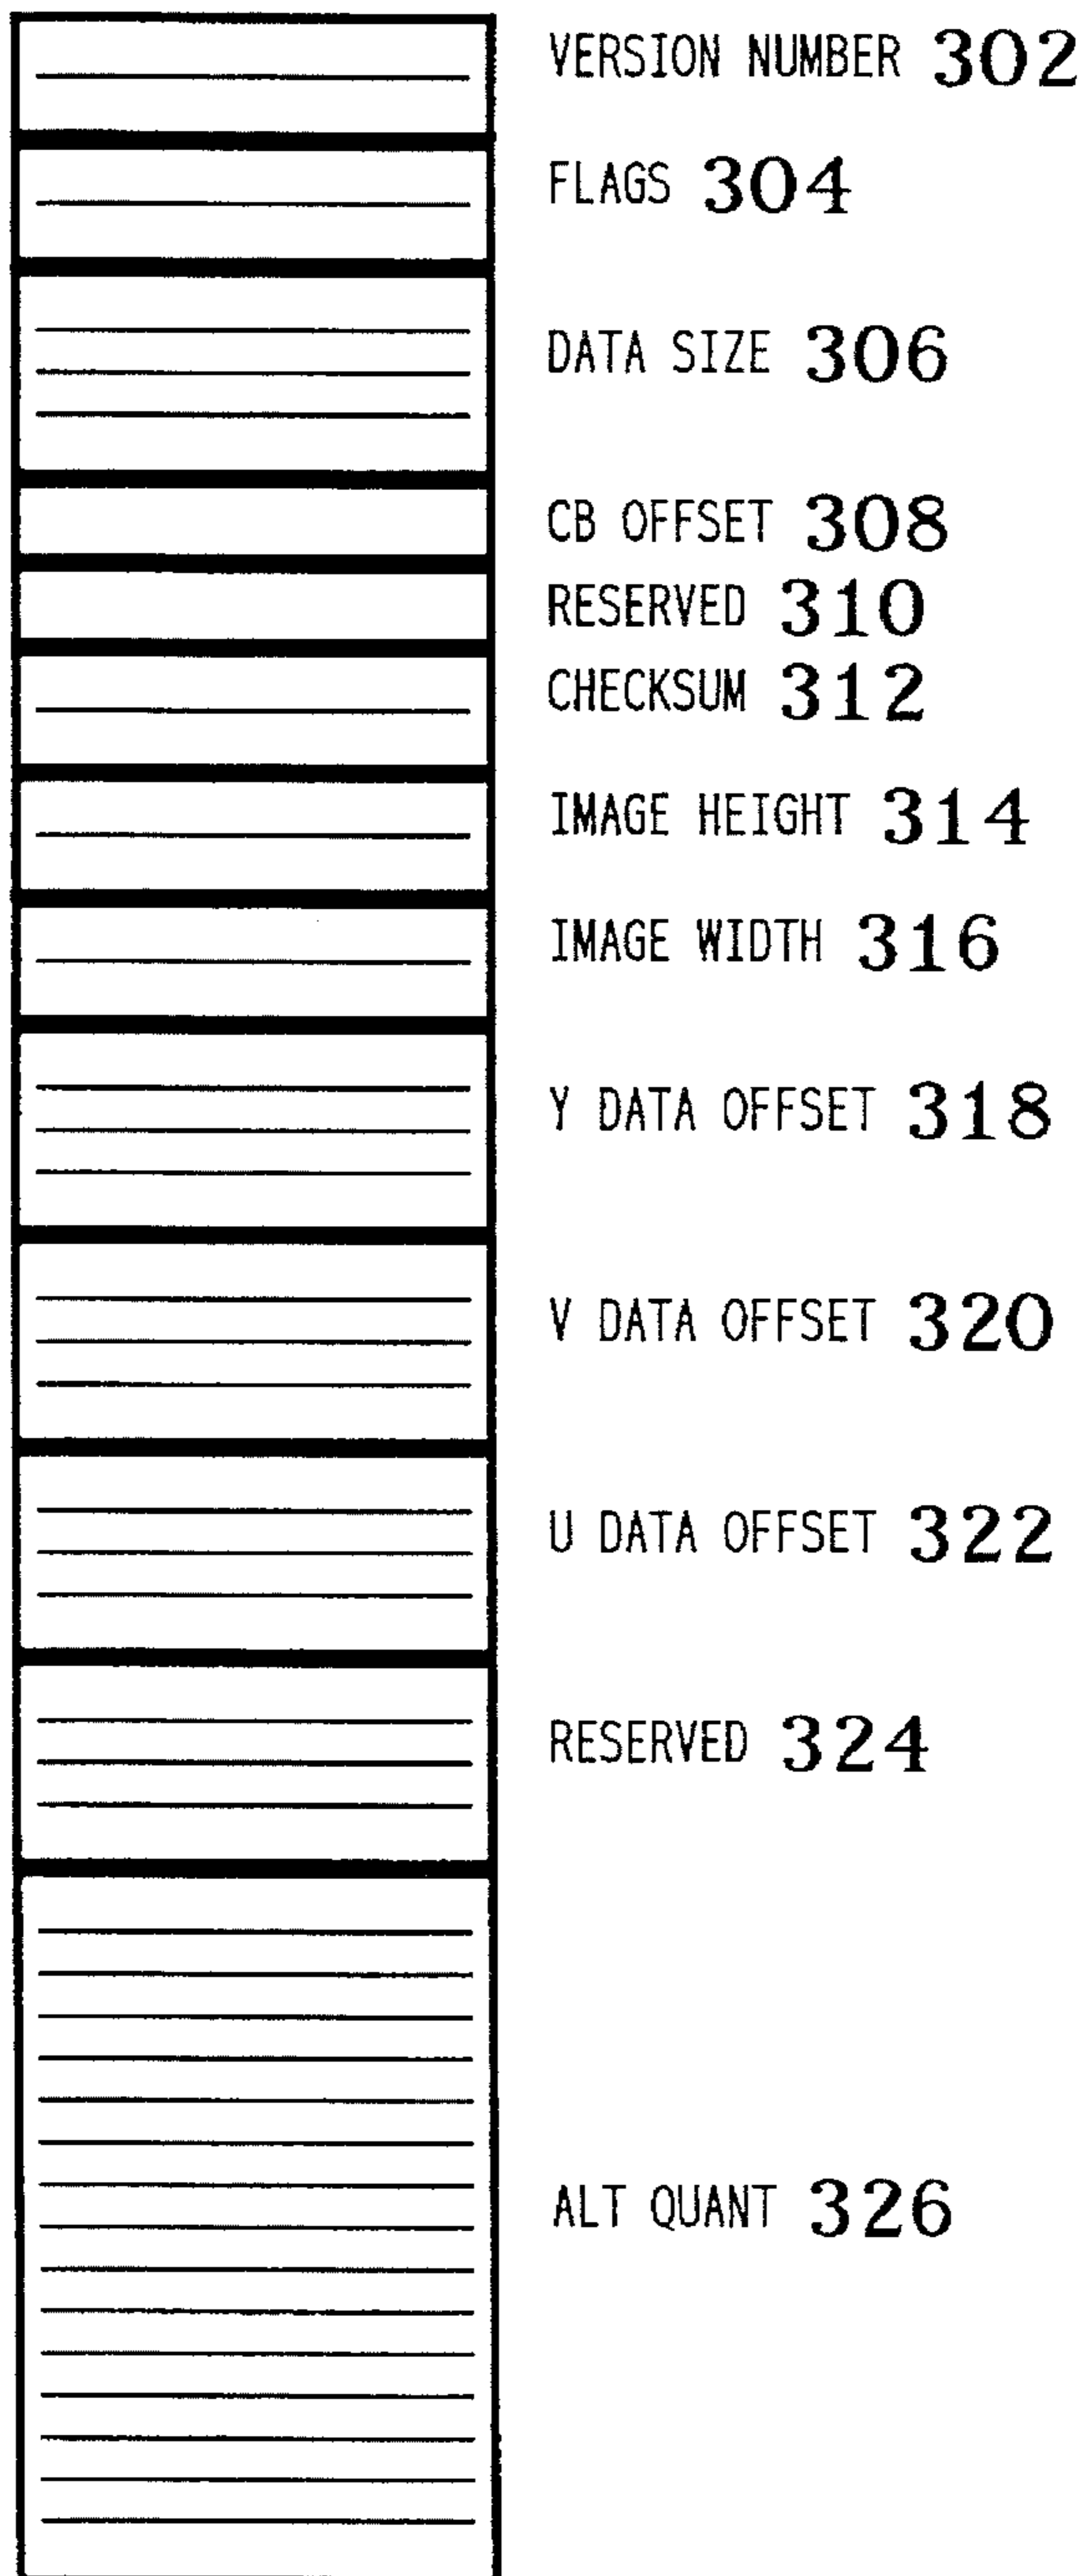 VERSION NUMBER 302
FLAGS 304
DATA SIZE 306
CB OFFSET 308
RESERVED 310
CHECKSUM 312
IMAGE HEIGHT 314
IMAGE WIDTH 316
Y DATA OFFSET 318
V DATA OFFSET 320
U DATA OFFSET 322
RESERVED 324
ALT QUANT 326